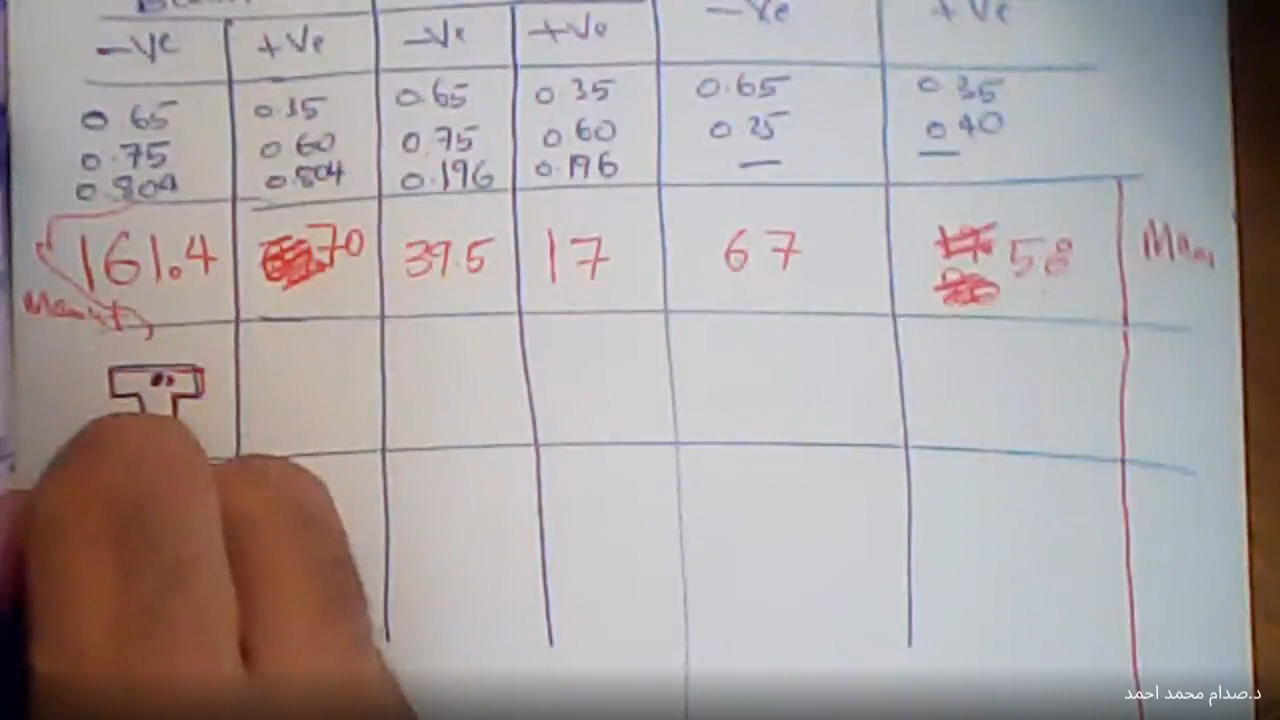 -Ve +Ve -Ve +Ve -Ve +Ve
0.65 0.35 0.65 0.35 0.65 0.35
0.75 0.60 0.75 0.60 0.25 0.40
0.804 0.804 0.196 0.196 — —
161.4 70 39.5 17 67 58
د.صدام محمد احمد